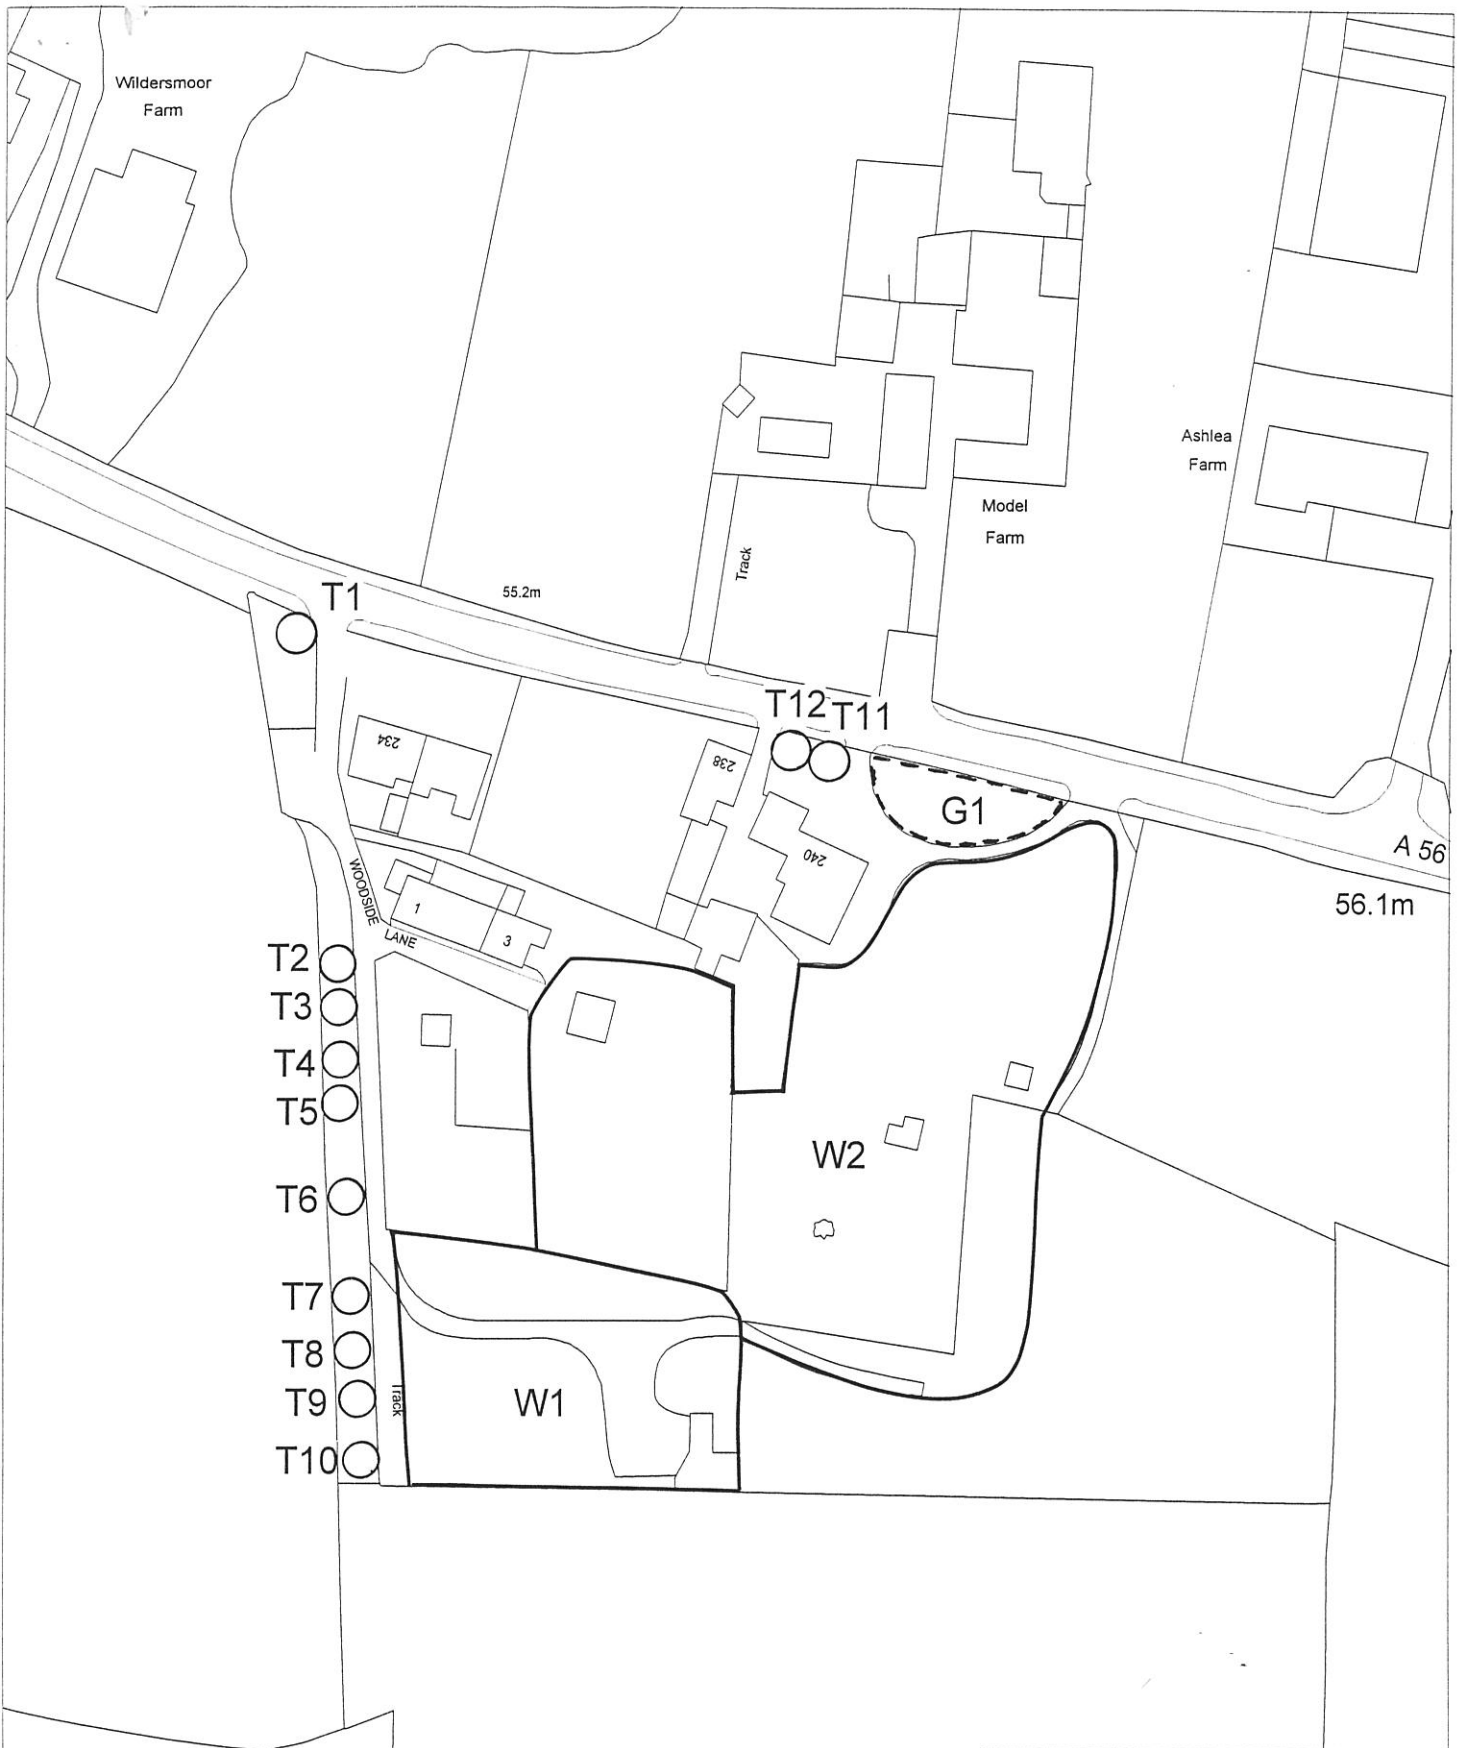 Wildersmoor
Farm
Ashlea
Farm
Model
Farm
Track
55.2m
T1
T12
T11
234
238
G1
240
A 56
56.1m
WOODSIDE
LANE
1
3
T2
T3
T4
T5
W2
T6
T7
T8
T9
Track
W1
T10